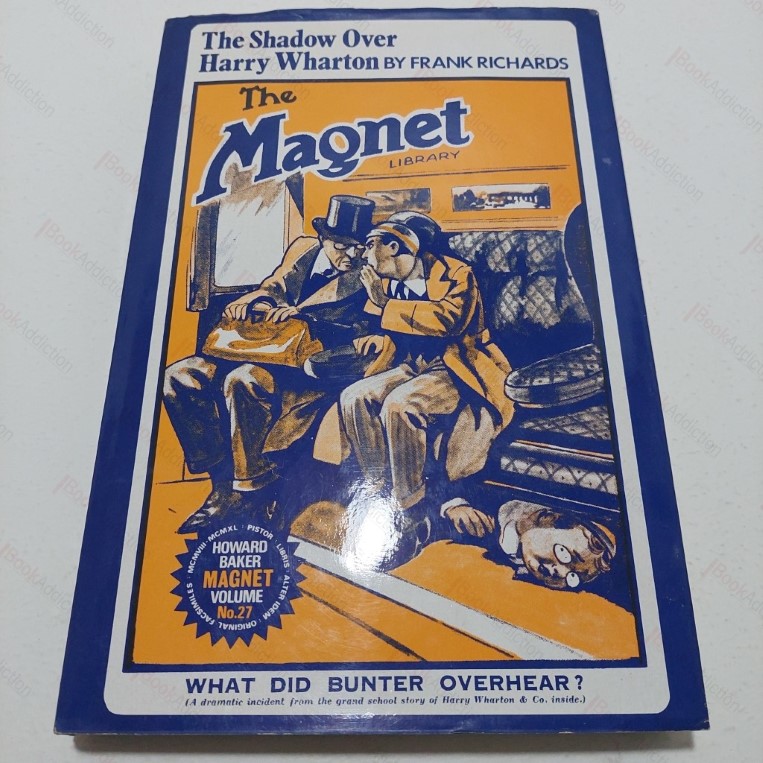 The Shadow Over
Harry Wharton BY FRANK RICHARDS
The
Magnet
LIBRARY
MCMVIII-MCMXL · PISTOR LIBRIS · ALTER IDEM · ORIGINAL FACSIMILES ·
HOWARD
BAKER
MAGNET
VOLUME
No.27
WHAT DID BUNTER OVERHEAR?
(A dramatic incident from the grand school story of Harry Wharton & Co. inside.)
BookAddiction